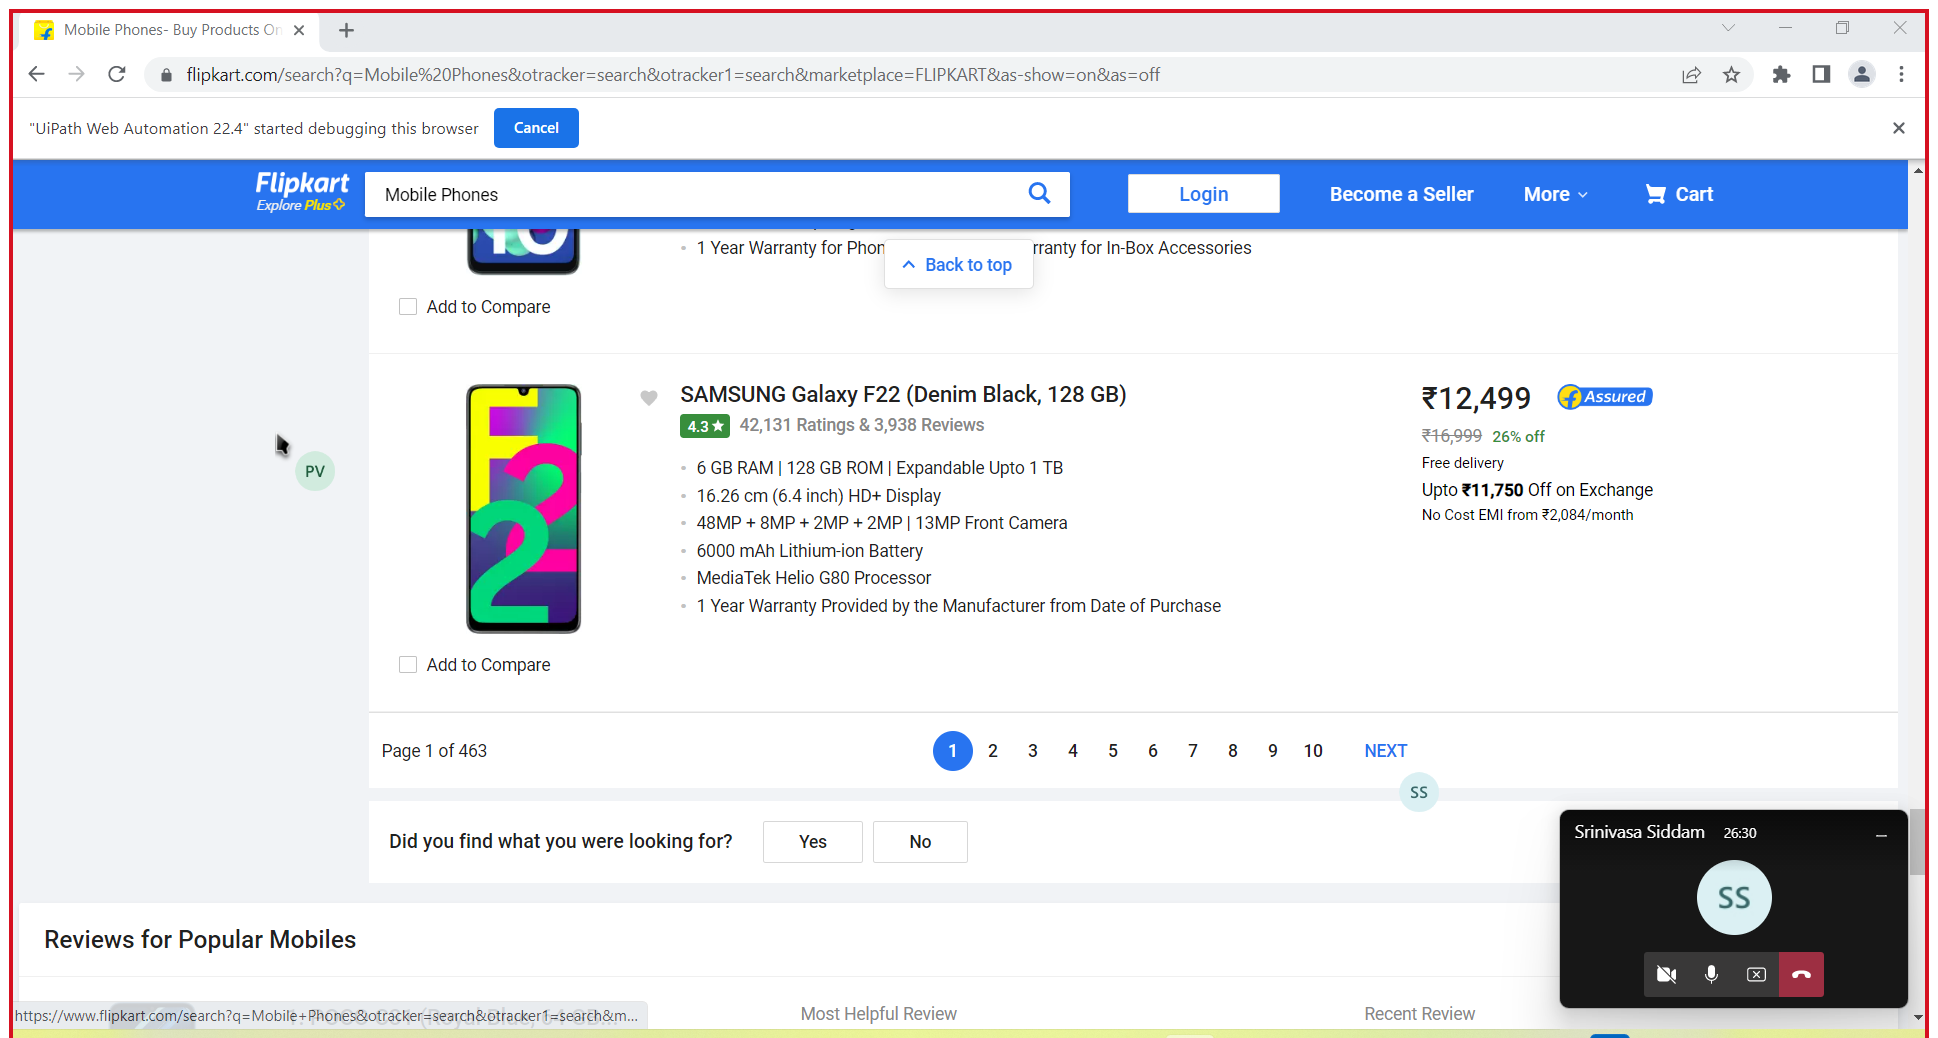 Mobile Phones- Buy Products On
flipkart.com/search?q=Mobile%20Phones&otracker=search&otracker1=search&marketplace=FLIPKART&as-show=on&as=off
"UiPath Web Automation 22.4" started debugging this browser
Cancel
Flipkart
Explore Plus
Mobile Phones
Login
Become a Seller
More
Cart
1 Year Warranty for Phon
rranty for In-Box Accessories
Back to top
Add to Compare
SAMSUNG Galaxy F22 (Denim Black, 128 GB)
₹12,499
Assured
4.3★
42,131 Ratings & 3,938 Reviews
₹16,999 26% off
Free delivery
6 GB RAM | 128 GB ROM | Expandable Upto 1 TB
Upto ₹11,750 Off on Exchange
16.26 cm (6.4 inch) HD+ Display
No Cost EMI from ₹2,084/month
48MP + 8MP + 2MP + 2MP | 13MP Front Camera
6000 mAh Lithium-ion Battery
MediaTek Helio G80 Processor
1 Year Warranty Provided by the Manufacturer from Date of Purchase
F22
PV
Add to Compare
Page 1 of 463
1 2 3 4 5 6 7 8 9 10 NEXT
SS
Did you find what you were looking for?
Yes
No
Srinivasa Siddam 26:30
SS
Reviews for Popular Mobiles
Most Helpful Review
Recent Review
https://www.flipkart.com/search?q=Mobile+Phones&otracker=search&otracker1=search&m...